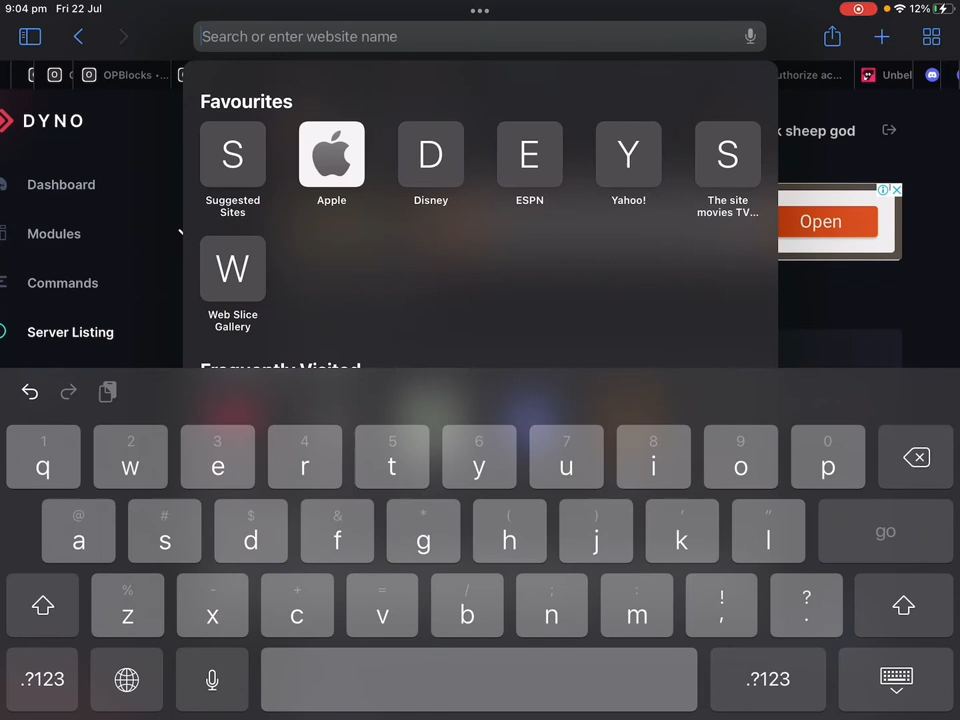 9:04 pm Fri 22 Jul
12%
Search or enter website name
OPBlocks •...
uthorize ac...
Unbel
Favourites
DYNO
k sheep god
S
D
E
Y
S
Suggested Sites
Apple
Disney
ESPN
Yahoo!
The site movies TV...
Dashboard
Modules
Commands
Server Listing
Open
W
Web Slice Gallery
Frequently Visited
1 2 3 4 5 6 7 8 9 0
q w e r t y u i o p
@ # $ & * ( ) ' "
a s d f g h j k l go
% - + = / ; : ! ?
z x c v b n m , .
.?123 .?123